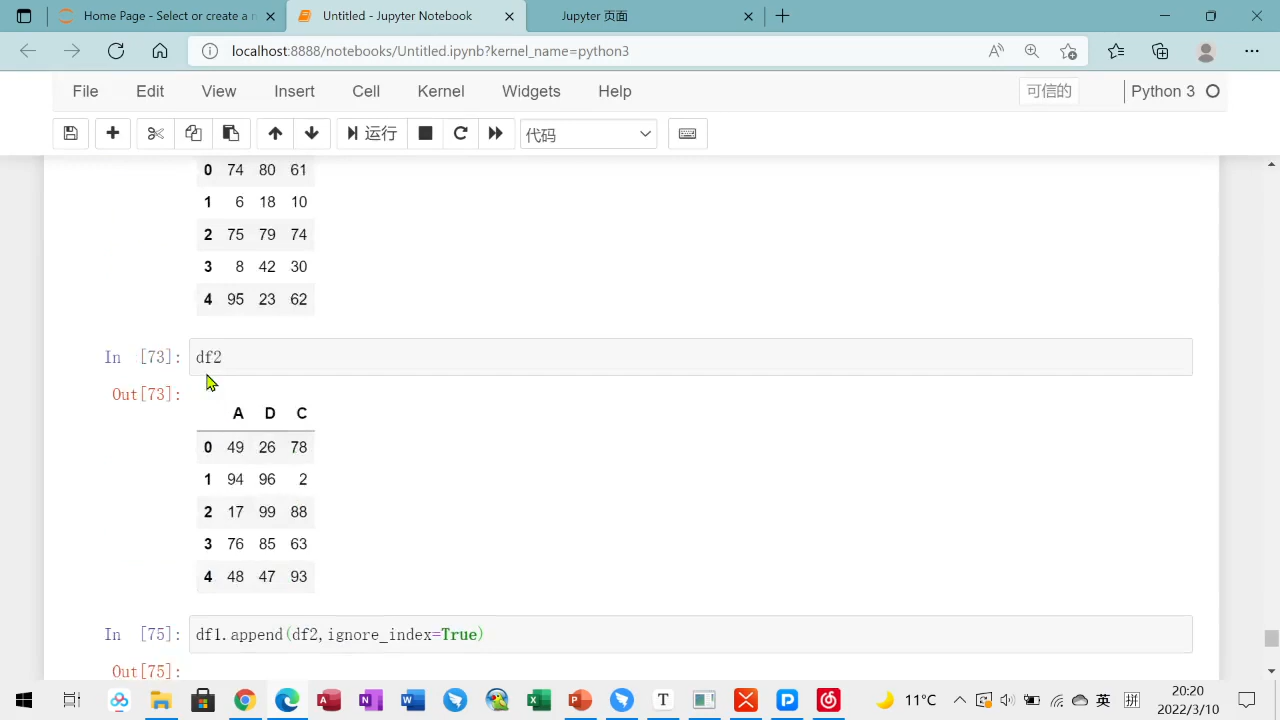 Home Page - Select or create a n
Untitled - Jupyter Notebook
Jupyter 页面
localhost:8888/notebooks/Untitled.ipynb?kernel_name=python3
File Edit View Insert Cell Kernel Widgets Help 可信的 Python 3
运行 代码
0 74 80 61
1 6 18 10
2 75 79 74
3 8 42 30
4 95 23 62
In [73]: df2
Out[73]:
A D C
0 49 26 78
1 94 96 2
2 17 99 88
3 76 85 63
4 48 47 93
In [75]: df1.append(df2,ignore_index=True)
Out[75]:
11°C 英 拼 20:20
2022/3/10